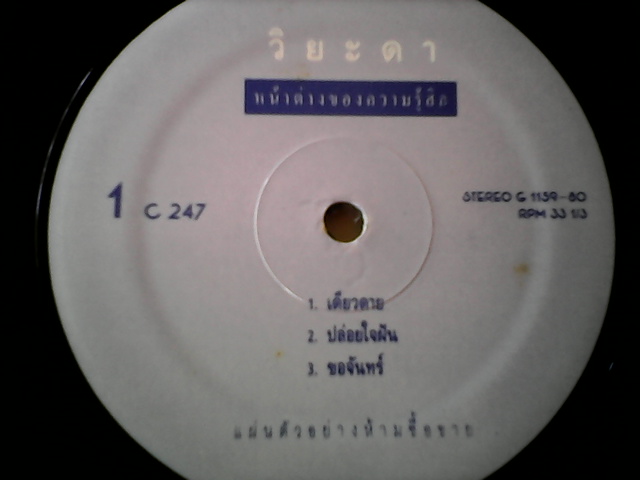 วิยะดา
หน้าต่างของความรู้สึก
1 C 247
STEREO G 1159-60
RPM 33 1/3
1. เดียวดาย
2. ปล่อยใจฝัน
3. ขอจันทร์
แผ่นตัวอย่างห้ามซื้อขาย